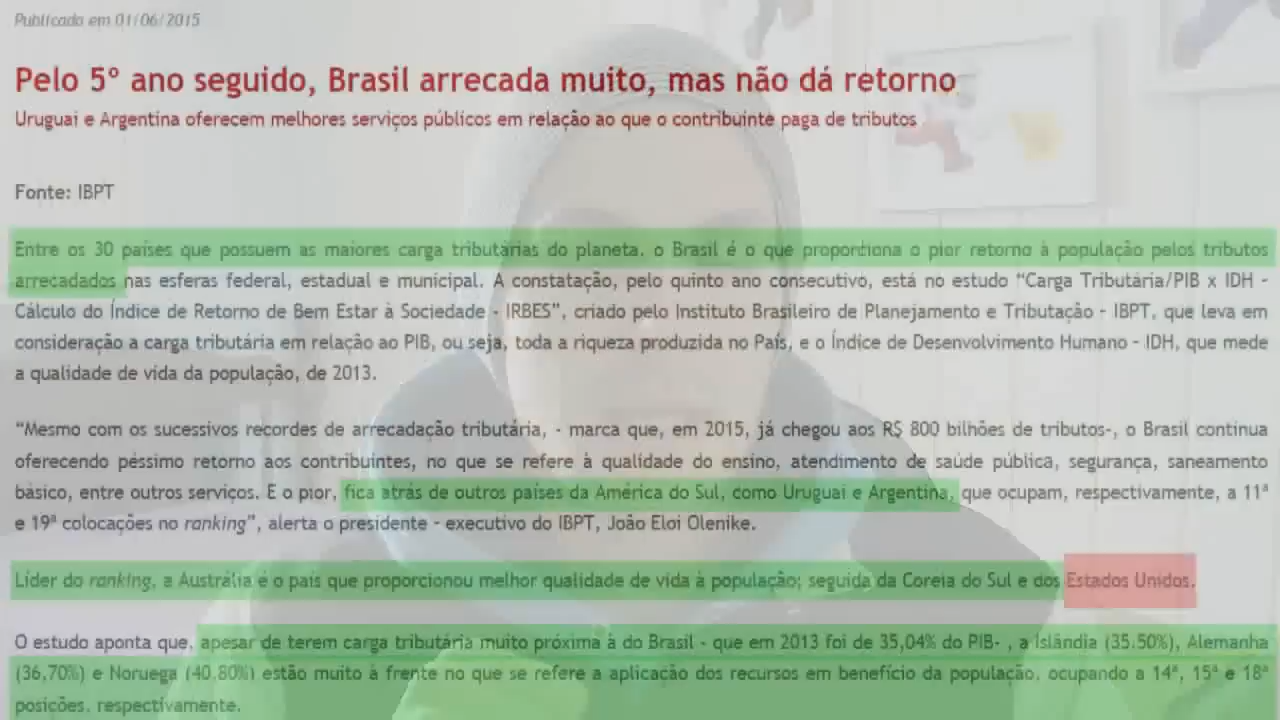 Publicado em 01/06/2015
Pelo 5º ano seguido, Brasil arrecada muito, mas não dá retorno
Uruguai e Argentina oferecem melhores serviços públicos em relação ao que o contribuinte paga de tributos
Fonte: IBPT
Entre os 30 países que possuem as maiores carga tributárias do planeta, o Brasil é o que proporciona o pior retorno à população pelos tributos
arrecadados nas esferas federal, estadual e municipal. A constatação, pelo quinto ano consecutivo, está no estudo “Carga Tributária/PIB x IDH -
Cálculo do Índice de Retorno de Bem Estar à Sociedade - IRBES”, criado pelo Instituto Brasileiro de Planejamento e Tributação - IBPT, que leva em
consideração a carga tributária em relação ao PIB, ou seja, toda a riqueza produzida no País, e o Índice de Desenvolvimento Humano - IDH, que mede
a qualidade de vida da população, de 2013.
“Mesmo com os sucessivos recordes de arrecadação tributária, - marca que, em 2015, já chegou aos R$ 800 bilhões de tributos-, o Brasil continua
oferecendo péssimo retorno aos contribuintes, no que se refere à qualidade do ensino, atendimento de saúde pública, segurança, saneamento
básico, entre outros serviços. E o pior, fica atrás de outros países da América do Sul, como Uruguai e Argentina, que ocupam, respectivamente, a 11ª
e 19ª colocações no ranking”, alerta o presidente - executivo do IBPT, João Eloi Olenike.
Líder do ranking, a Austrália é o país que proporcionou melhor qualidade de vida à população; seguida da Coreia do Sul e dos Estados Unidos.
O estudo aponta que, apesar de terem carga tributária muito próxima à do Brasil - que em 2013 foi de 35,04% do PIB- , a Islândia (35.50%), Alemanha
(36,70%) e Noruega (40.80%) estão muito à frente no que se refere a aplicação dos recursos em benefício da população, ocupando a 14ª, 15ª e 18ª
posições, respectivamente.